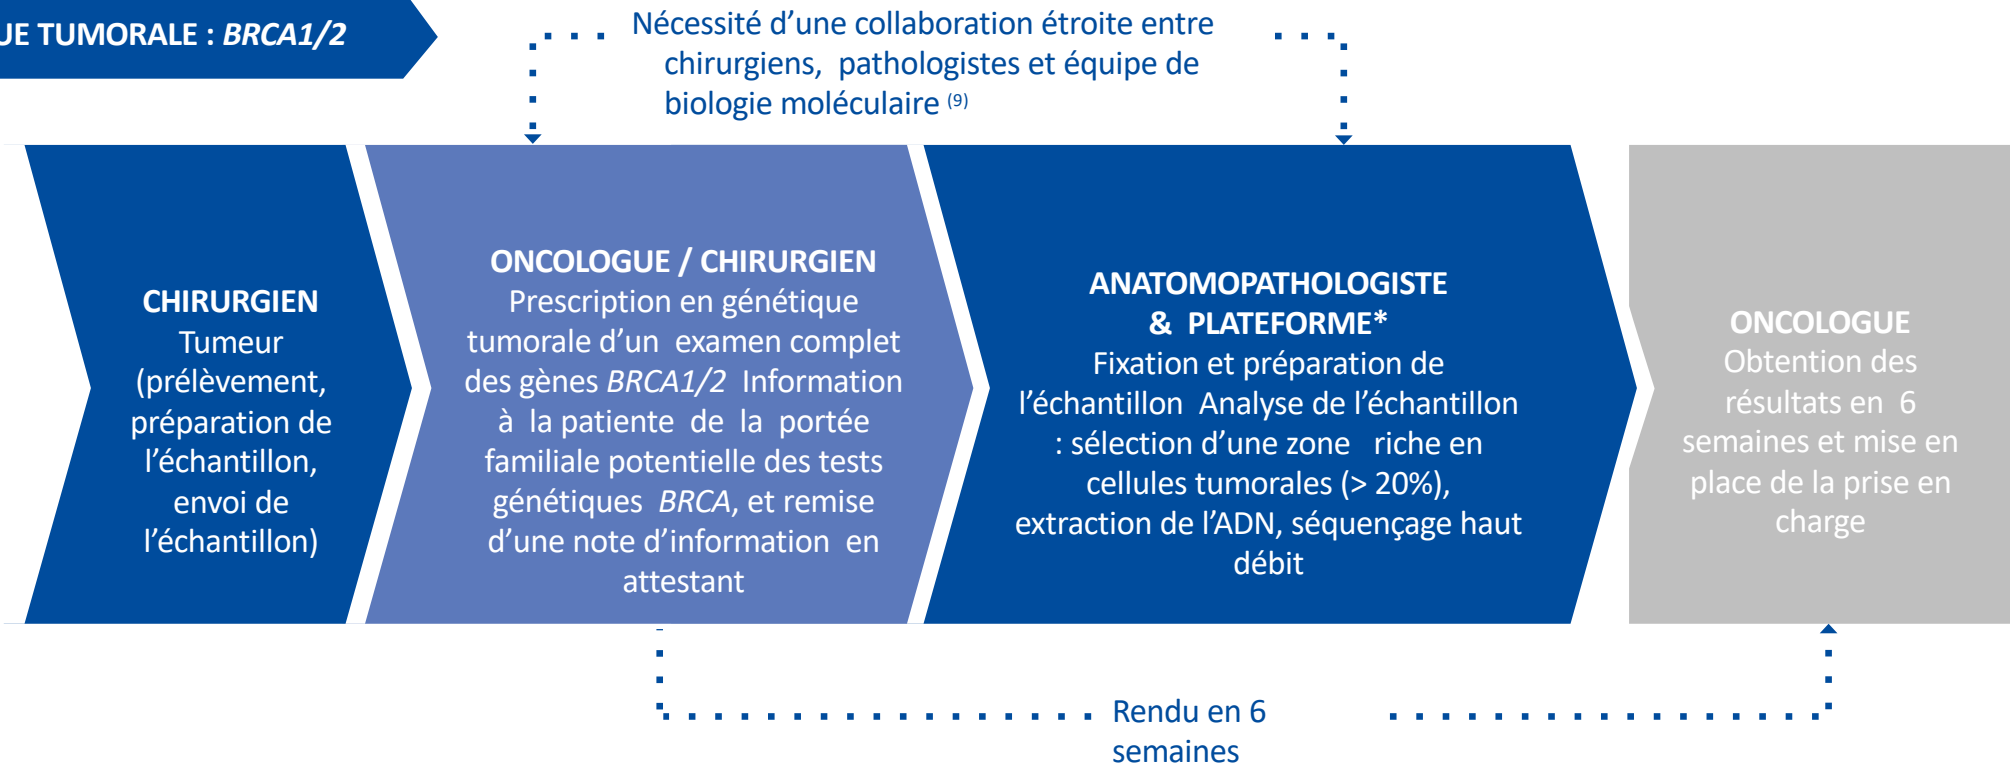 UE TUMORALE : BRCA1/2
Nécessité d’une collaboration étroite entre
chirurgiens, pathologistes et équipe de
biologie moléculaire (9)
CHIRURGIEN
Tumeur
(prélèvement,
préparation de
l’échantillon,
envoi de
l’échantillon)
ONCOLOGUE / CHIRURGIEN
Prescription en génétique
tumorale d’un examen complet
des gènes BRCA1/2 Information
à la patiente de la portée
familiale potentielle des tests
génétiques BRCA, et remise
d’une note d’information en
attestant
ANATOMOPATHOLOGISTE
& PLATEFORME*
Fixation et préparation de
l’échantillon Analyse de l’échantillon
: sélection d’une zone riche en
cellules tumorales (> 20%),
extraction de l’ADN, séquençage haut
débit
ONCOLOGUE
Obtention des
résultats en 6
semaines et mise en
place de la prise en
charge
Rendu en 6
semaines